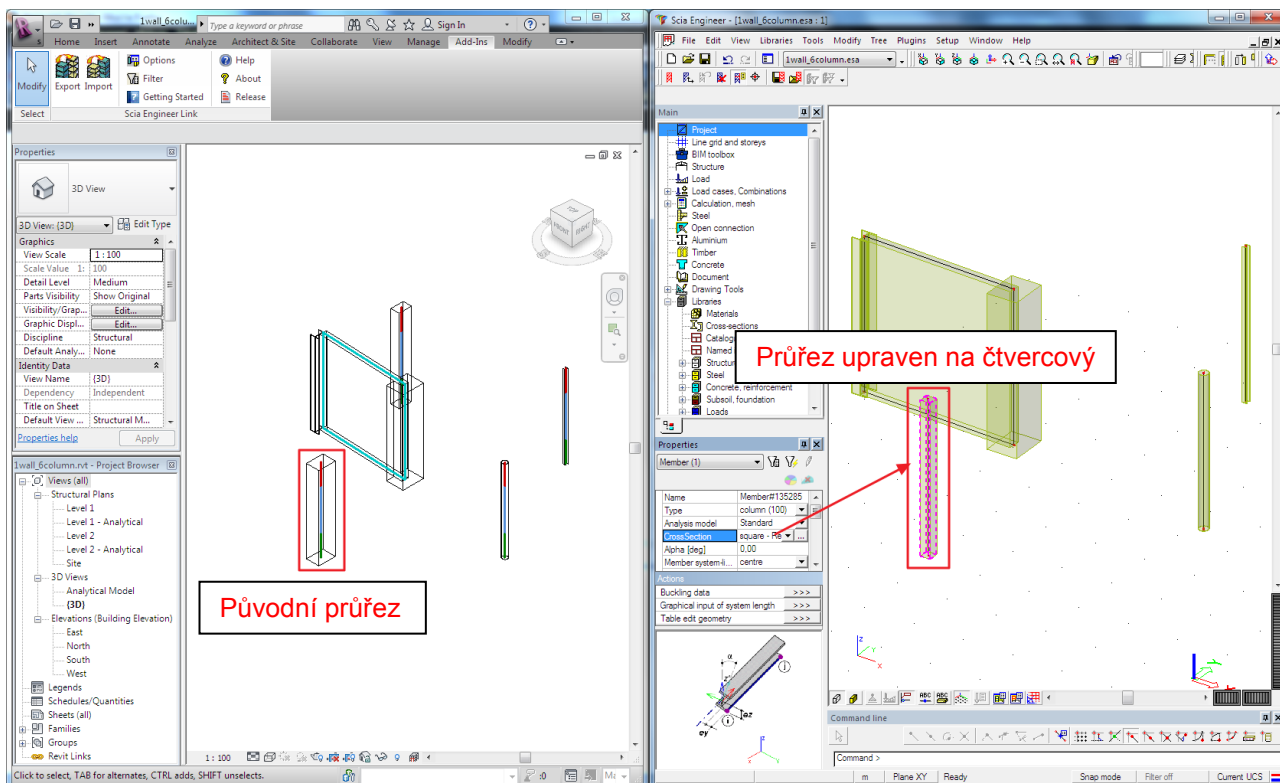 1wall_6colu...
Type a keyword or phrase
Sign In
Home Insert Annotate Analyze Architect & Site Collaborate View Manage Add-Ins Modify
Modify
Export Import
Options
Filter
Getting Started
Help
About
Release
Select
Scia Engineer Link
Properties
3D View
3D View: {3D}
Edit Type
Graphics
View Scale 1 : 100
Scale Value 1: 100
Detail Level Medium
Parts Visibility Show Original
Visibility/Grap... Edit...
Graphic Displ... Edit...
Discipline Structural
Default Analy... None
Identity Data
View Name {3D}
Dependency Independent
Title on Sheet
Default View ... Structural M...
Properties help
Apply
1wall_6column.rvt - Project Browser
Views (all)
Structural Plans
Level 1
Level 1 - Analytical
Level 2
Level 2 - Analytical
Site
3D Views
Analytical Model
{3D}
Elevations (Building Elevation)
East
North
South
West
Legends
Schedules/Quantities
Sheets (all)
Families
Groups
Revit Links
TOP
FRONT
RIGHT
Původní průřez
1 : 100
Click to select, TAB for alternates, CTRL adds, SHIFT unselects.
:0
Scia Engineer - [1wall_6column.esa : 1]
File Edit View Libraries Tools Modify Tree Plugins Setup Window Help
1wall_6column.esa
Main
Project
Line grid and storeys
BIM toolbox
Structure
Load
Load cases, Combinations
Calculation, mesh
Steel
Open connection
Aluminium
Timber
Concrete
Document
Drawing Tools
Libraries
Materials
Cross-sections
Catalog
Named
Structur
Steel
Concrete, reinforcement
Subsoil, foundation
Loads
Průřez upraven na čtvercový
Properties
Member (1)
Name Member#135285
Type column (100)
Analysis model Standard
CrossSection square - Re
Alpha [deg] 0.00
Member system-li... centre
Actions
Buckling data >>>
Graphical input of system length >>>
Table edit geometry >>>
Command line
Command >
m Plane XY Ready Snap mode Filter off Current UCS